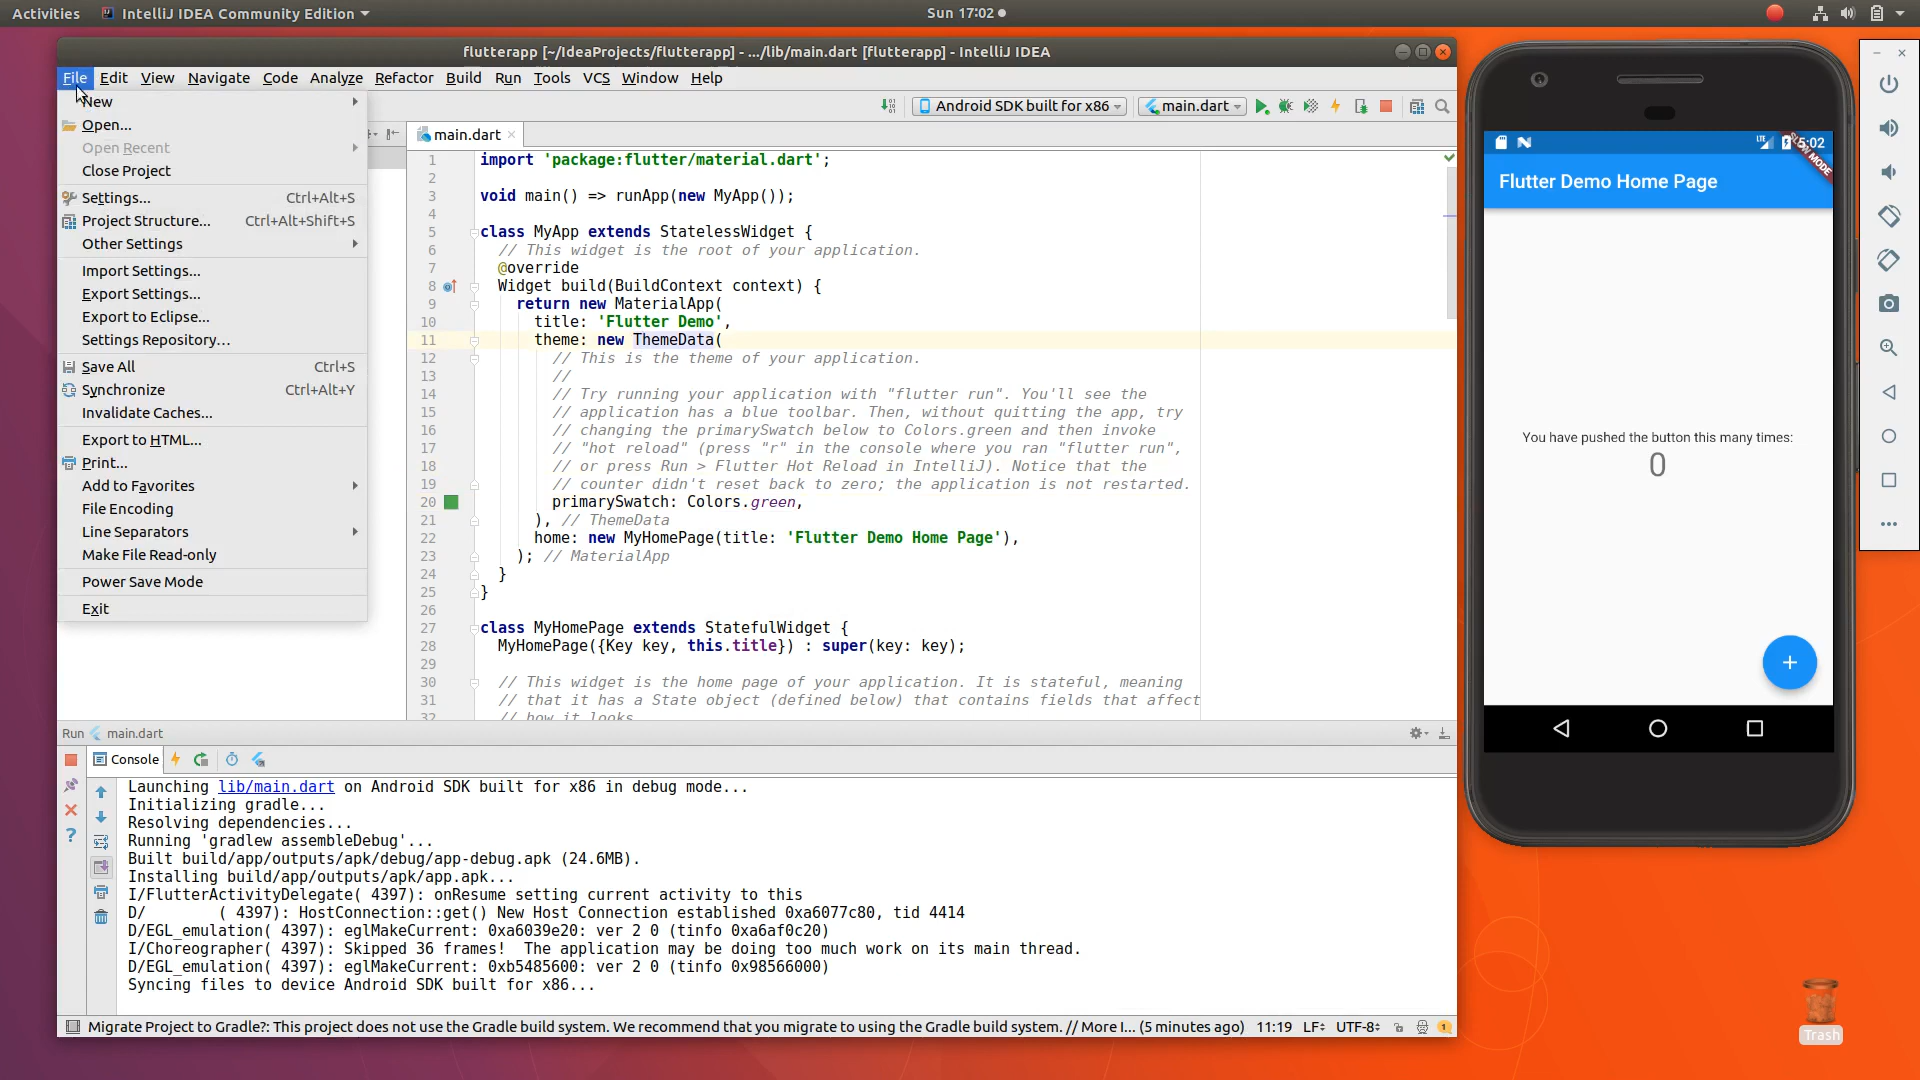 Activities
IntelliJ IDEA Community Edition
Sun 17:02
flutterapp [~/IdeaProjects/flutterapp] - .../lib/main.dart [flutterapp] - IntelliJ IDEA
File Edit View Navigate Code Analyze Refactor Build Run Tools VCS Window Help
New
Open...
Open Recent
Close Project
Settings... Ctrl+Alt+S
Project Structure... Ctrl+Alt+Shift+S
Other Settings
Import Settings...
Export Settings...
Export to Eclipse...
Settings Repository...
Save All Ctrl+S
Synchronize Ctrl+Alt+Y
Invalidate Caches...
Export to HTML...
Print...
Add to Favorites
File Encoding
Line Separators
Make File Read-only
Power Save Mode
Exit
Android SDK built for x86
main.dart
main.dart
1 import 'package:flutter/material.dart';
2
3 void main() => runApp(new MyApp());
4
5 class MyApp extends StatelessWidget {
6 // This widget is the root of your application.
7 @override
8 Widget build(BuildContext context) {
9 return new MaterialApp(
10 title: 'Flutter Demo',
11 theme: new ThemeData(
12 // This is the theme of your application.
13 //
14 // Try running your application with "flutter run". You'll see the
15 // application has a blue toolbar. Then, without quitting the app, try
16 // changing the primarySwatch below to Colors.green and then invoke
17 // "hot reload" (press "r" in the console where you ran "flutter run",
18 // or press Run > Flutter Hot Reload in IntelliJ). Notice that the
19 // counter didn't reset back to zero; the application is not restarted.
20 primarySwatch: Colors.green,
21 ), // ThemeData
22 home: new MyHomePage(title: 'Flutter Demo Home Page'),
23 ); // MaterialApp
24 }
25 }
26
27 class MyHomePage extends StatefulWidget {
28 MyHomePage({Key key, this.title}) : super(key: key);
29
30 // This widget is the home page of your application. It is stateful, meaning
31 // that it has a State object (defined below) that contains fields that affect
32 // how it looks
Run main.dart
Console
Launching lib/main.dart on Android SDK built for x86 in debug mode...
Initializing gradle...
Resolving dependencies...
Running 'gradlew assembleDebug'...
Built build/app/outputs/apk/debug/app-debug.apk (24.6MB).
Installing build/app/outputs/apk/app.apk...
I/FlutterActivityDelegate( 4397): onResume setting current activity to this
D/ ( 4397): HostConnection::get() New Host Connection established 0xa6077c80, tid 4414
D/EGL_emulation( 4397): eglMakeCurrent: 0xa6039e20: ver 2 0 (tinfo 0xa6af0c20)
I/Choreographer( 4397): Skipped 36 frames! The application may be doing too much work on its main thread.
D/EGL_emulation( 4397): eglMakeCurrent: 0xb5485600: ver 2 0 (tinfo 0x98566000)
Syncing files to device Android SDK built for x86...
Migrate Project to Gradle?: This project does not use the Gradle build system. We recommend that you migrate to using the Gradle build system. // More I... (5 minutes ago) 11:19 LF UTF-8 1
LTE 5:02
SLOW MODE
Flutter Demo Home Page
You have pushed the button this many times:
0
+
Trash